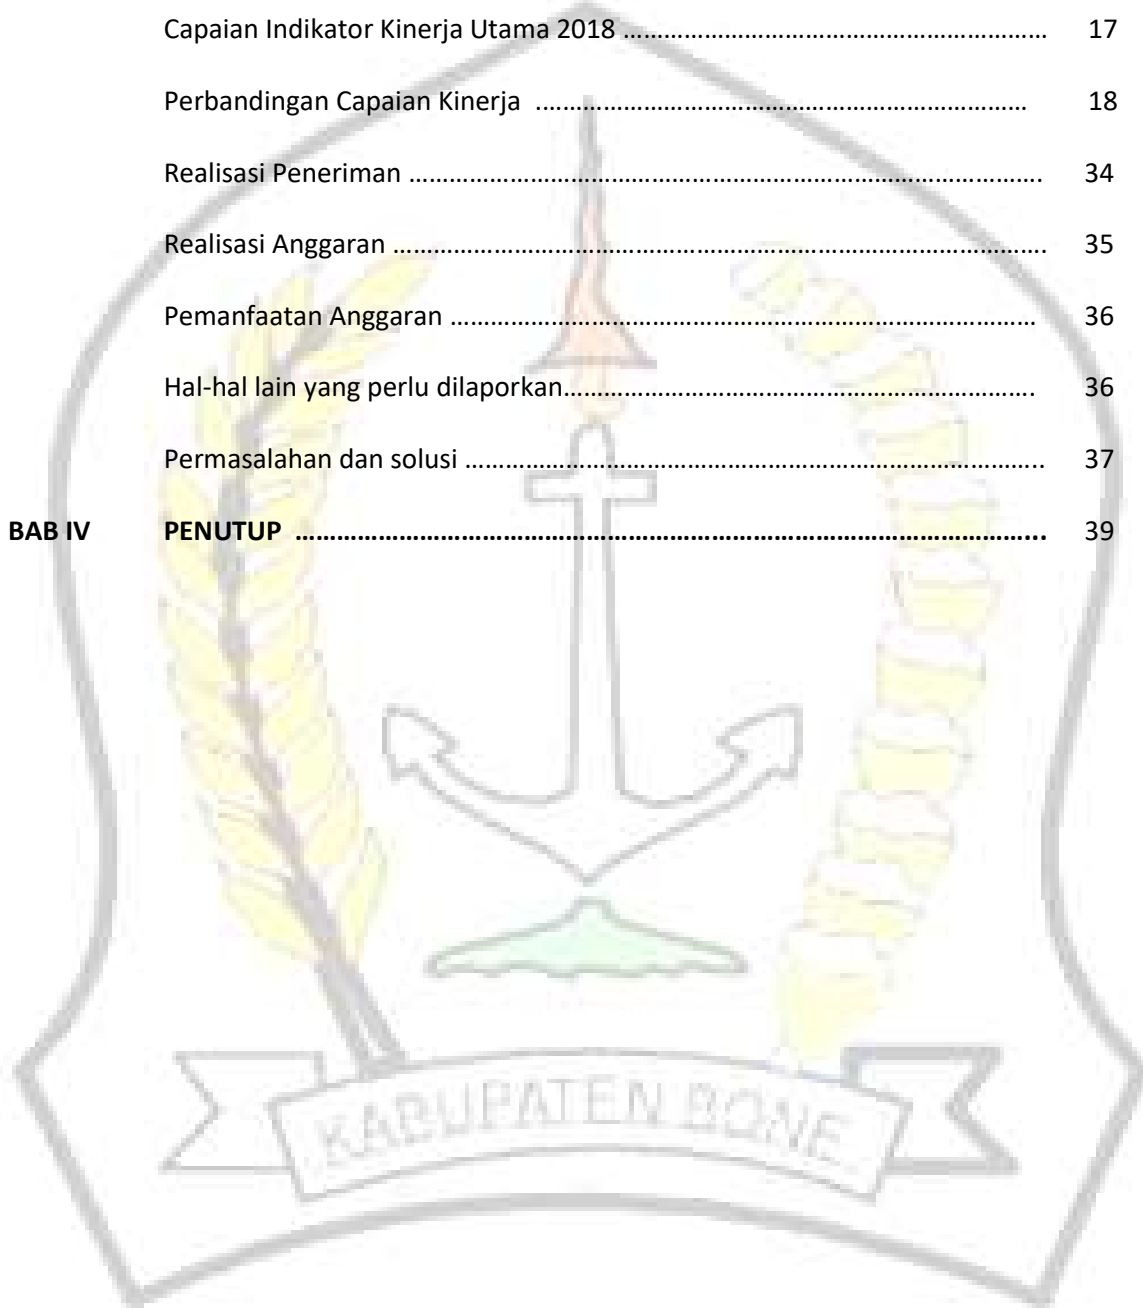 Capaian Indikator Kinerja Utama 2018 ........................................................................ 17
Perbandingan Capaian Kinerja ................................................................................... 18
Realisasi Peneriman .................................................................................................... 34
Realisasi Anggaran ....................................................................................................... 35
Pemanfaatan Anggaran ............................................................................................... 36
Hal-hal lain yang perlu dilaporkan............................................................................... 36
Permasalahan dan solusi .............................................................................................. 37
BAB IV PENUTUP ........................................................................................................ 39
KABUPATEN BONE